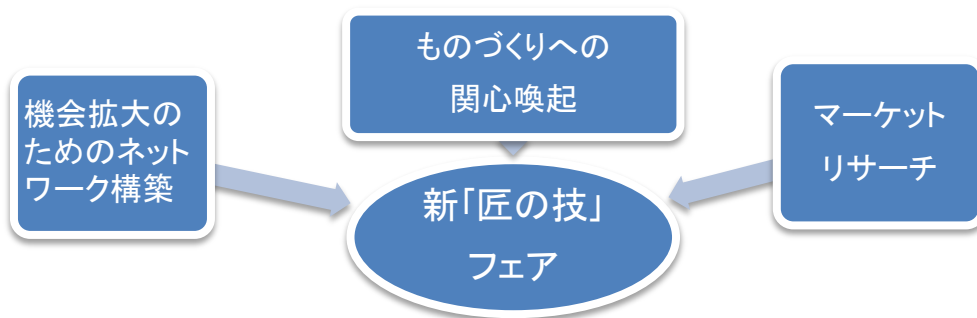 ものづくりへの
関心喚起
機会拡大の
ためのネット
ワーク構築
マーケット
リサーチ
新「匠の技」
フェア